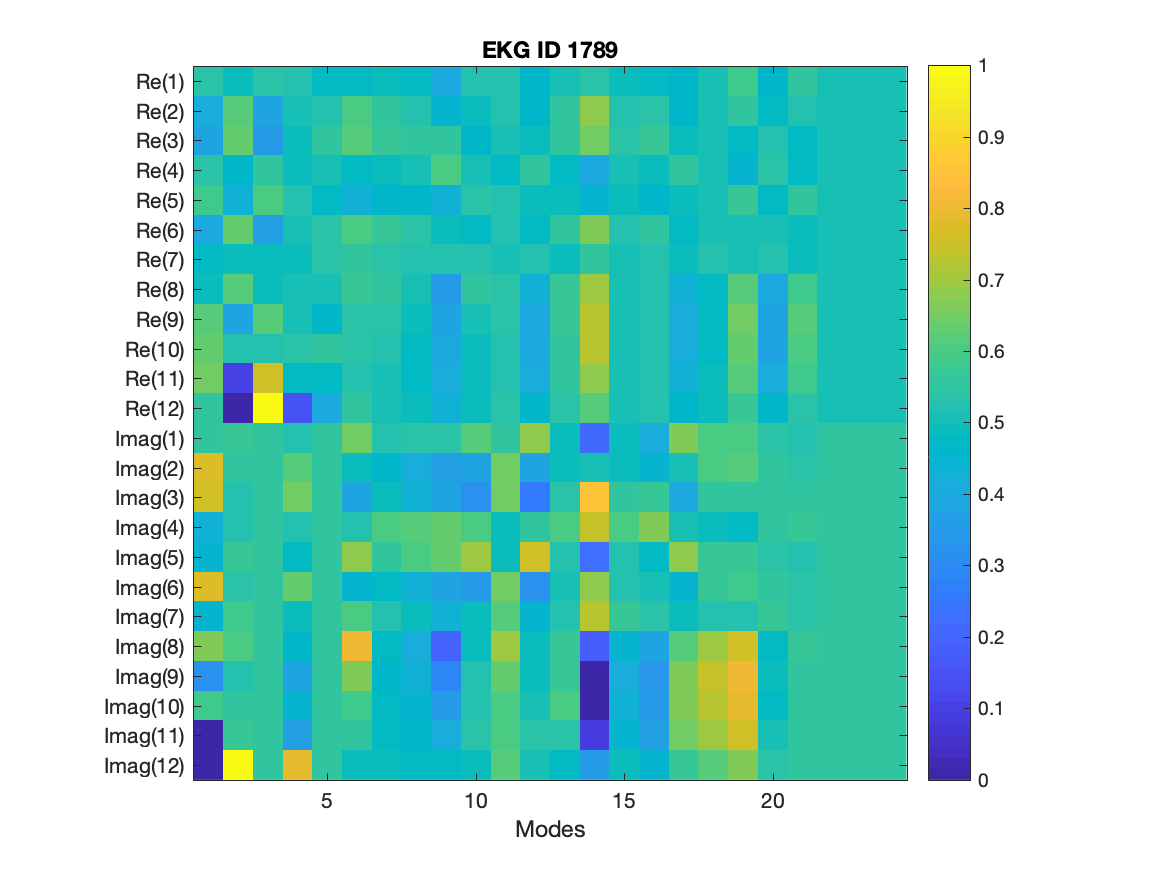 EKG ID 1789
Re(1)
Re(2)
Re(3)
Re(4)
Re(5)
Re(6)
Re(7)
Re(8)
Re(9)
Re(10)
Re(11)
Re(12)
Imag(1)
Imag(2)
Imag(3)
Imag(4)
Imag(5)
Imag(6)
Imag(7)
Imag(8)
Imag(9)
Imag(10)
Imag(11)
Imag(12)
5 10 15 20
Modes
1
0.9
0.8
0.7
0.6
0.5
0.4
0.3
0.2
0.1
0